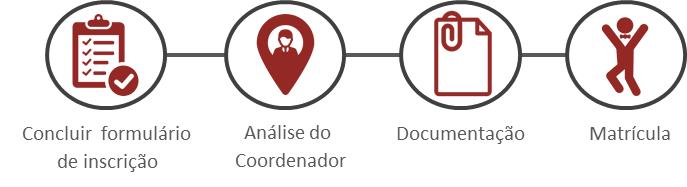 Concluir formulário
de inscrição
Análise do
Coordenador
Documentação
Matrícula